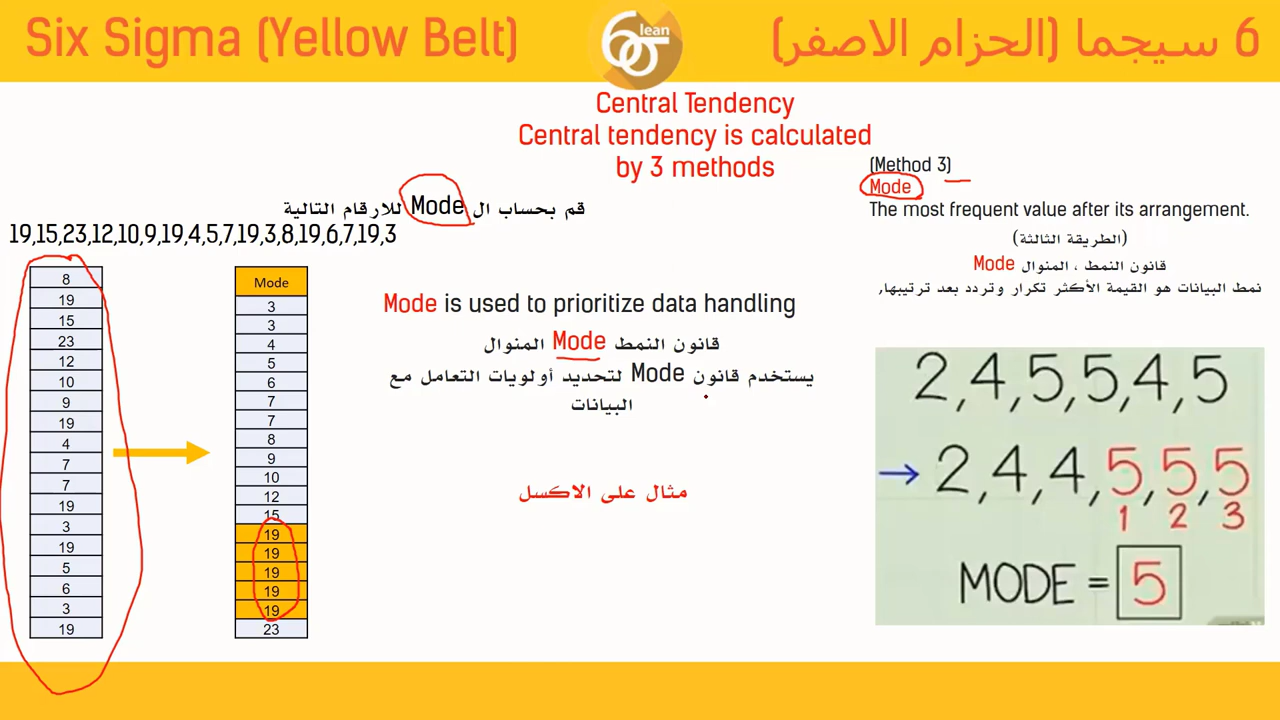 Six Sigma (Yellow Belt)
lean
6σ
6 سيجما (الحزام الاصفر)
Central Tendency
Central tendency is calculated
by 3 methods
(Method 3)
Mode
The most frequent value after its arrangement.
(الطريقة الثالثة)
قانون النمط ، المنوال Mode
نمط البيانات هو القيمة الأكثر تكرار وتردد بعد ترتيبها,
قم بحساب ال Mode للارقام التالية
19,15,23,12,10,9,19,4,5,7,19,3,8,19,6,7,19,3
8
19
15
23
12
10
9
19
4
7
7
19
3
19
5
6
3
19
Mode
3
3
4
5
6
7
7
8
9
10
12
15
19
19
19
19
19
23
Mode is used to prioritize data handling
قانون النمط Mode المنوال
يستخدم قانون Mode لتحديد أولويات التعامل مع
البيانات
مثال على الاكسل
2,4,5,5,4,5
→ 2,4,4,5,5,5
1 2 3
MODE = 5